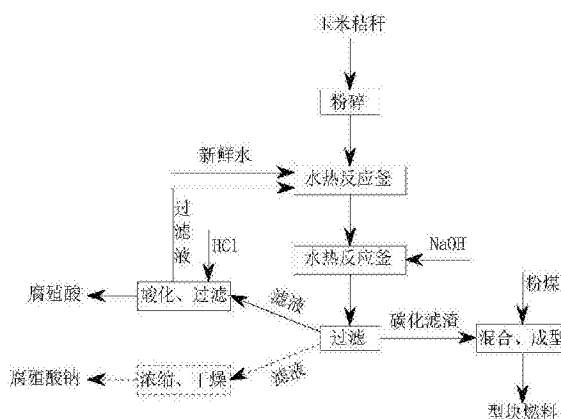 玉米秸秆
粉碎
新鲜水
水热反应釜
过滤液
HCl
水热反应釜
NaOH
粉煤
腐殖酸
酸化、过滤
滤液
过滤
碳化滤渣
混合、成型
腐殖酸钠
浓缩、干燥
滤液
型块燃料